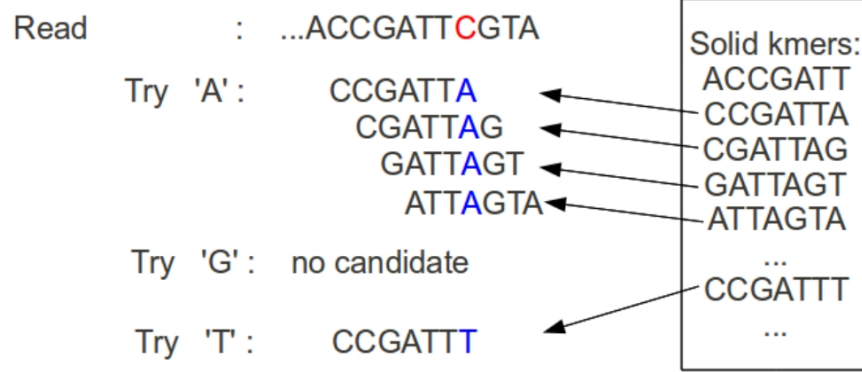 Read : ...ACCGATTCGTA
Try 'A' : CCGATTA
CGATTAG
GATTAGT
ATTAGTA
Try 'G' : no candidate
Try 'T' : CCGATTT
Solid kmers:
ACCGATT
CCGATTA
CGATTAG
GATTAGT
ATTAGTA
...
CCGATTT
...